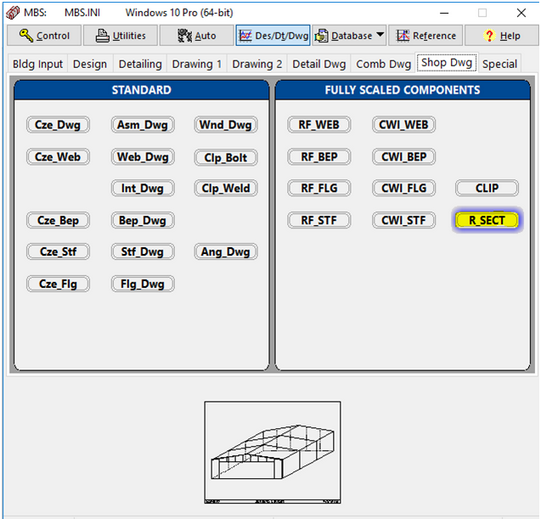 MBS: MBS.INI Windows 10 Pro (64-bit)
Control Utilities Auto Des/Dt/Dwg Database Reference Help
Bldg Input Design Detailing Drawing 1 Drawing 2 Detail Dwg Comb Dwg Shop Dwg Special
STANDARD FULLY SCALED COMPONENTS
Cze_Dwg Asm_Dwg Wnd_Dwg RF_WEB CWI_WEB
Cze_Web Web_Dwg Clp_Bolt RF_BEP CWI_BEP
Int_Dwg Clp_Weld RF_FLG CWI_FLG CLIP
Cze_Bep Bep_Dwg RF_STF CWI_STF R_SECT
Cze_Stf Stf_Dwg Ang_Dwg
Cze_Flg Flg_Dwg